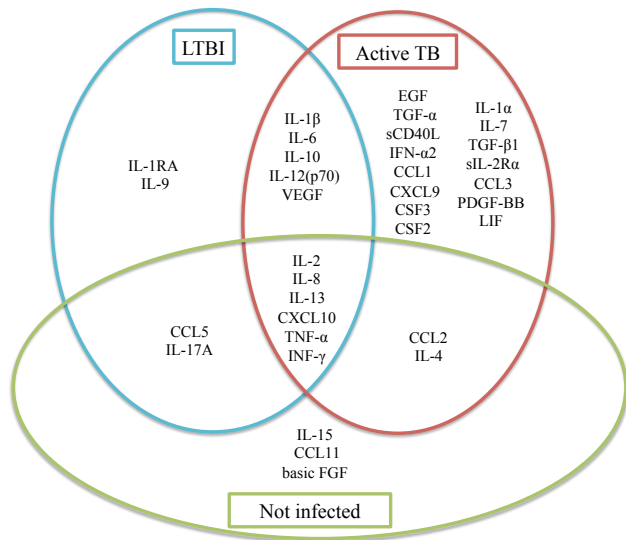 LTBI
Active TB
IL-1RA
IL-9
IL-1β
IL-6
IL-10
IL-12(p70)
VEGF
EGF
TGF-α
sCD40L
IFN-α2
CCL1
CXCL9
CSF3
CSF2
IL-1α
IL-7
TGF-β1
sIL-2Rα
CCL3
PDGF-BB
LIF
IL-2
IL-8
IL-13
CXCL10
TNF-α
INF-γ
CCL5
IL-17A
CCL2
IL-4
IL-15
CCL11
basic FGF
Not infected